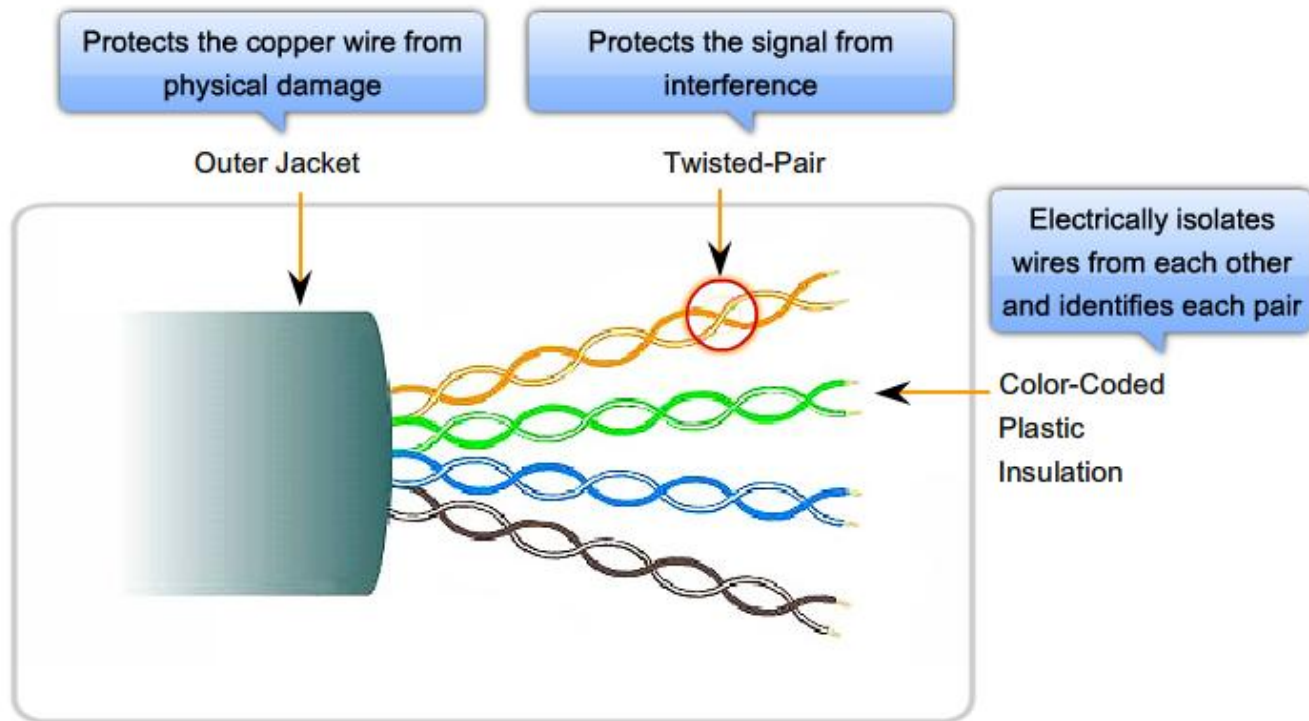 Protects the copper wire from
physical damage
Protects the signal from
interference
Outer Jacket
Twisted-Pair
Electrically isolates
wires from each other
and identifies each pair
Color-Coded
Plastic
Insulation